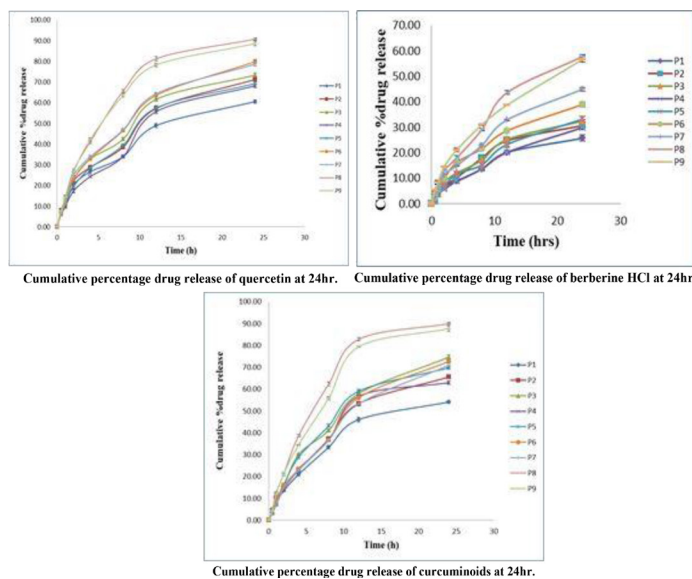 Cumulative %drug release
100.00
90.00
80.00
70.00
60.00
50.00
40.00
30.00
20.00
10.00
0.00
0
5
10
15
20
25
30
Time (h)
P1
P2
P3
P4
P5
P6
P7
P8
P9
Cumulative percentage drug release of quercetin at 24hr.
Cumulative %drug release
70.00
60.00
50.00
40.00
30.00
20.00
10.00
0.00
0
10
20
30
Time (hrs)
P1
P2
P3
P4
P5
P6
P7
P8
P9
Cumulative percentage drug release of berberine HCl at 24hr
Cumulative %drug release
100.00
90.00
80.00
70.00
60.00
50.00
40.00
30.00
20.00
10.00
0.00
0
5
10
15
20
25
30
Time (h)
P1
P2
P3
P4
P5
P6
P7
P8
P9
Cumulative percentage drug release of curcuminoids at 24hr.